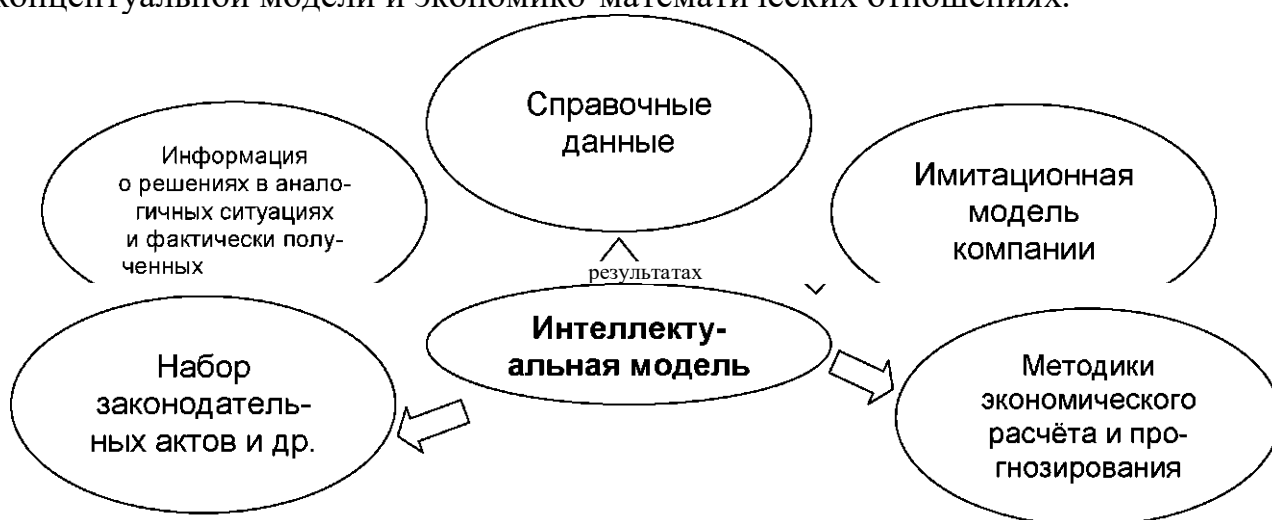 концептуальной модели и экономико-математических отношениях.
Справочные
данные
Информация
о решениях в анало-
гичных ситуациях
и фактически полу-
ченных
результатах
Имитационная
модель
компании
Интеллекту-
альная модель
Набор
законодатель-
ных актов и др.
Методики
экономического
расчёта и про-
гнозирования